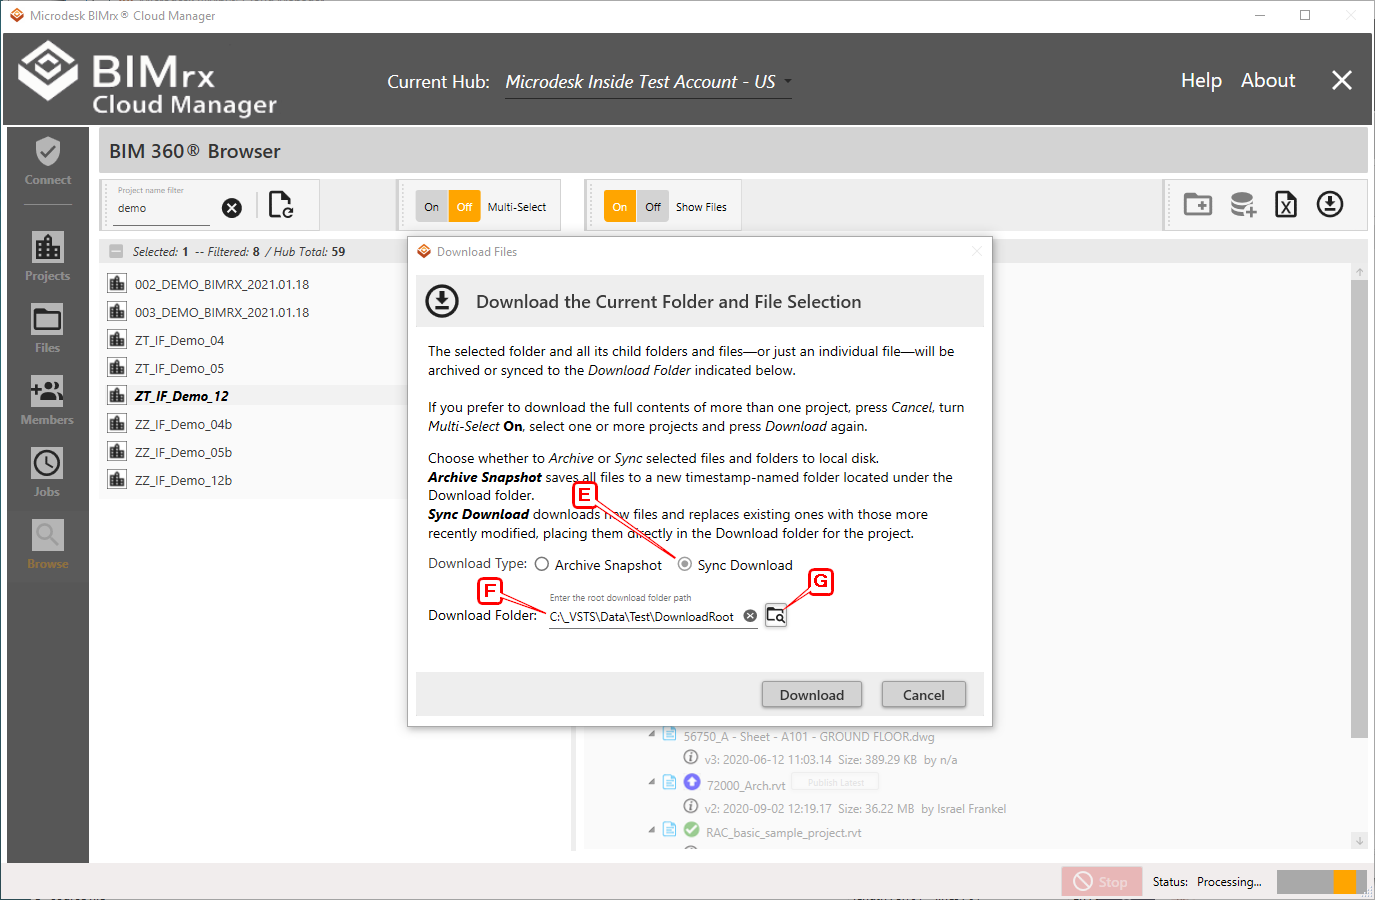 Microdesk BIMrx® Cloud Manager
BIMrx
Cloud Manager
Current Hub: Microdesk Inside Test Account - US
Help About
BIM 360® Browser
Connect
Projects
Files
Members
Jobs
Browse
Project name filter
demo
On Off Multi-Select
On Off Show Files
Selected: 1 -- Filtered: 8 / Hub Total: 59
002_DEMO_BIMRX_2021.01.18
003_DEMO_BIMRX_2021.01.18
ZT_IF_Demo_04
ZT_IF_Demo_05
ZT_IF_Demo_12
ZZ_IF_Demo_04b
ZZ_IF_Demo_05b
ZZ_IF_Demo_12b
Download Files
Download the Current Folder and File Selection
The selected folder and all its child folders and files—or just an individual file—will be
archived or synced to the Download Folder indicated below.
If you prefer to download the full contents of more than one project, press Cancel, turn
Multi-Select On, select one or more projects and press Download again.
Choose whether to Archive or Sync selected files and folders to local disk.
Archive Snapshot saves all files to a new timestamp-named folder located under the
Download folder.
E
Sync Download downloads new files and replaces existing ones with those more
recently modified, placing them directly in the Download folder for the project.
Download Type: Archive Snapshot Sync Download
F
G
Enter the root download folder path
Download Folder: C:\_VSTS\Data\Test\DownloadRoot
Download Cancel
56750_A - Sheet - A101 - GROUND FLOOR.dwg
v3: 2020-06-12 11:03.14 Size: 389.29 KB by n/a
72000_Arch.rvt Publish Latest
v2: 2020-09-02 12:19.17 Size: 36.22 MB by Israel Frankel
RAC_basic_sample_project.rvt
Stop Status: Processing...